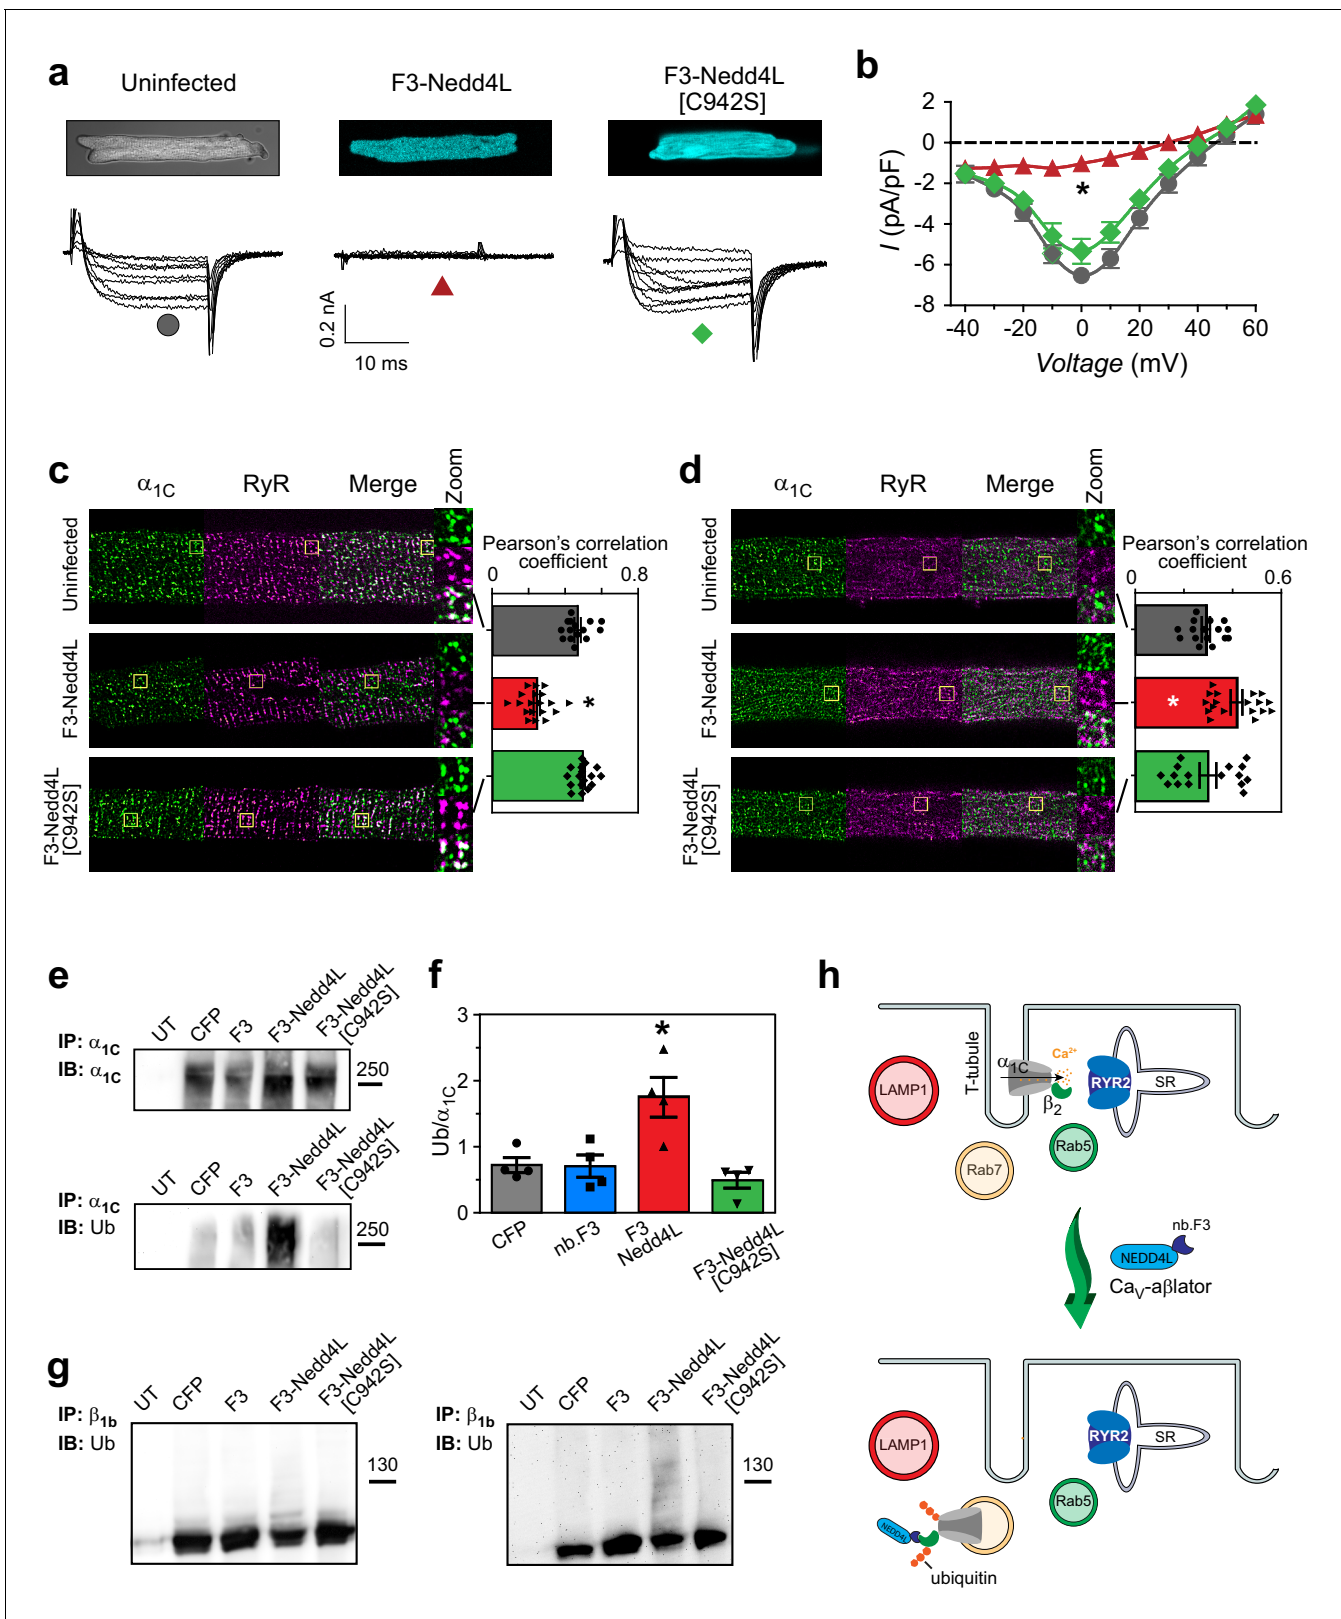 a
Uninfected
F3-Nedd4L
F3-Nedd4L
[C942S]
0.2 nA
10 ms
b
I (pA/pF)
2
0
-2
-4
-6
-8
*
-40
-20
0
20
40
60
Voltage (mV)
c
α1C
RyR
Merge
Zoom
Uninfected
F3-Nedd4L
F3-Nedd4L
[C942S]
Pearson's correlation
coefficient
0
0.8
*
d
α1C
RyR
Merge
Zoom
Uninfected
F3-Nedd4L
F3-Nedd4L
[C942S]
Pearson's correlation
coefficient
0
0.6
*
e
UT
CFP
F3
F3-Nedd4L
F3-Nedd4L
[C942S]
IP: α1C
IB: α1C
250
UT
CFP
F3
F3-Nedd4L
F3-Nedd4L
[C942S]
IP: α1C
IB: Ub
250
f
Ub/α1C
3
2
1
0
*
CFP
nb.F3
F3
Nedd4L
F3-Nedd4L
[C942S]
g
UT
CFP
F3
F3-Nedd4L
F3-Nedd4L
[C942S]
IP: β1b
IB: Ub
130
UT
CFP
F3
F3-Nedd4L
F3-Nedd4L
[C942S]
IP: β1b
IB: Ub
130
h
LAMP1
T-tubule
α1C
Ca2+
β2
RYR2
SR
Rab7
Rab5
nb.F3
NEDD4L
CaV-aβlator
LAMP1
RYR2
SR
Rab5
NEDD4L
ubiquitin